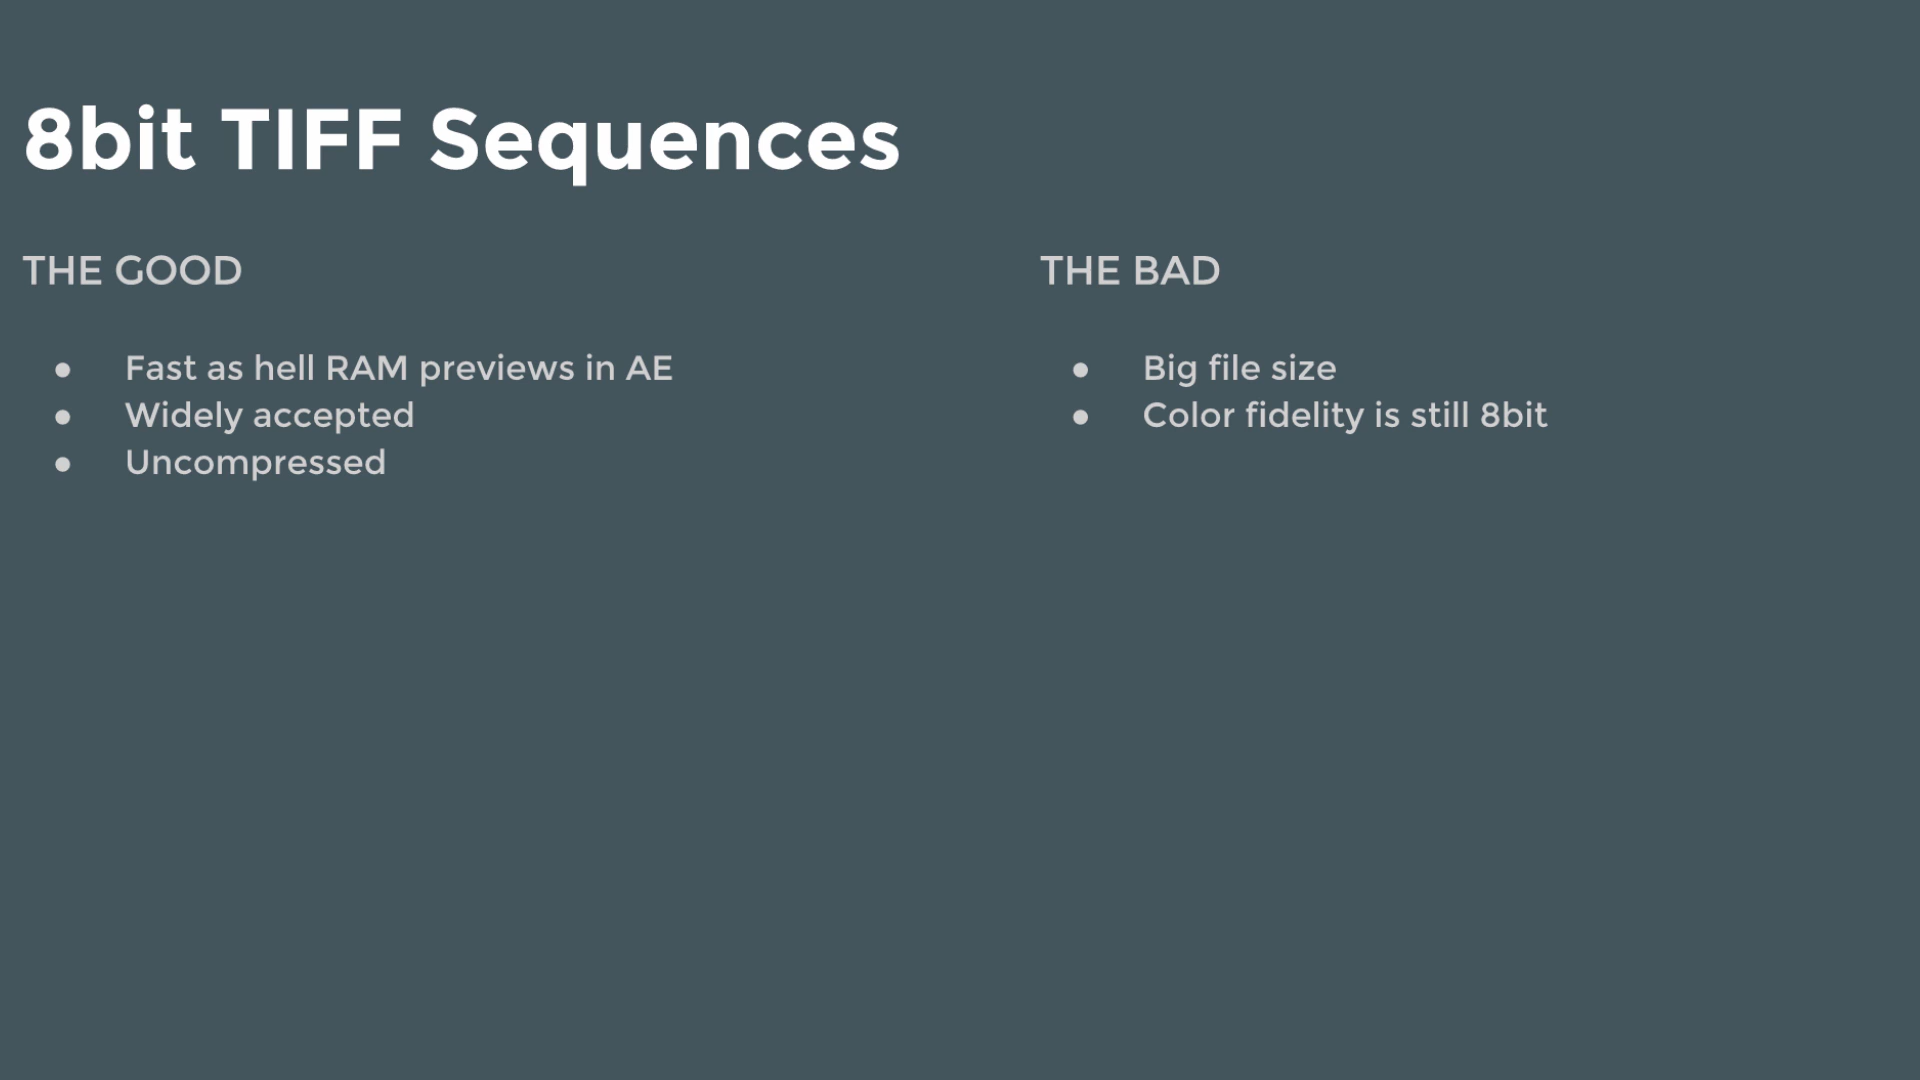 8bit TIFF Sequences
THE GOOD
● Fast as hell RAM previews in AE
● Widely accepted
● Uncompressed
THE BAD
● Big file size
● Color fidelity is still 8bit